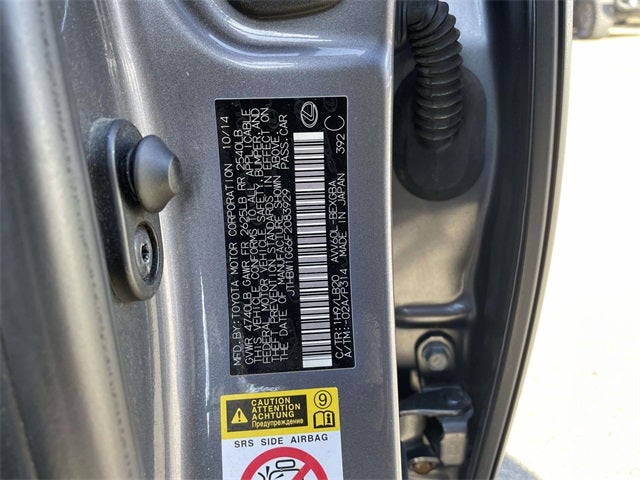 MFD.BY:TOYOTA MOTOR CORPORATION 10/14
GVWR 4740LB GAWR FR 2625LB RR 2540LB
THIS VEHICLE CONFORMS TO ALL APPLICABLE
FEDERAL MOTOR VEHICLE SAFETY, BUMPER, AND
THEFT PREVENTION STANDARDS IN EFFECT ON
THE DATE OF MANUFACTURE SHOWN ABOVE.
JTHBW1GG6F2083929 PASS.CAR
C/TR:1H9/LB20 AVV60L-BEXGBA 392 C
A/TM:-02A/P314 MADE IN JAPAN
CAUTION
ATTENTION
ACHTUNG
Предупреждение
9
SRS SIDE AIRBAG